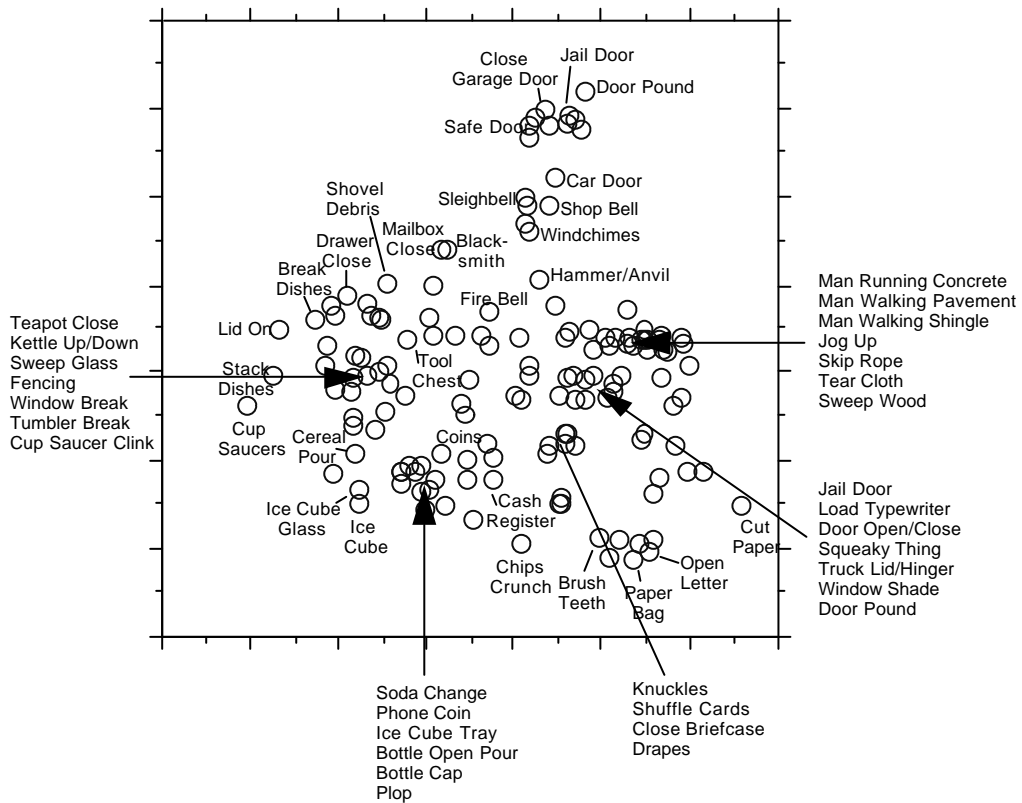 Close
Garage Door
Jail Door
Door Pound
Safe Door
Car Door
Sleighbell
Shop Bell
Windchimes
Shovel
Debris
Mailbox
Close
Black-
smith
Drawer
Close
Break
Dishes
Hammer/Anvil
Fire Bell
Lid On
Tool
Chest
Stack
Dishes
Cup
Saucers
Cereal
Pour
Coins
Ice Cube
Glass
Ice
Cube
Cash
Register
Chips
Crunch
Brush
Teeth
Paper
Bag
Open
Letter
Cut
Paper
Teapot Close
Kettle Up/Down
Sweep Glass
Fencing
Window Break
Tumbler Break
Cup Saucer Clink
Man Running Concrete
Man Walking Pavement
Man Walking Shingle
Jog Up
Skip Rope
Tear Cloth
Sweep Wood
Jail Door
Load Typewriter
Door Open/Close
Squeaky Thing
Truck Lid/Hinger
Window Shade
Door Pound
Soda Change
Phone Coin
Ice Cube Tray
Bottle Open Pour
Bottle Cap
Plop
Knuckles
Shuffle Cards
Close Briefcase
Drapes